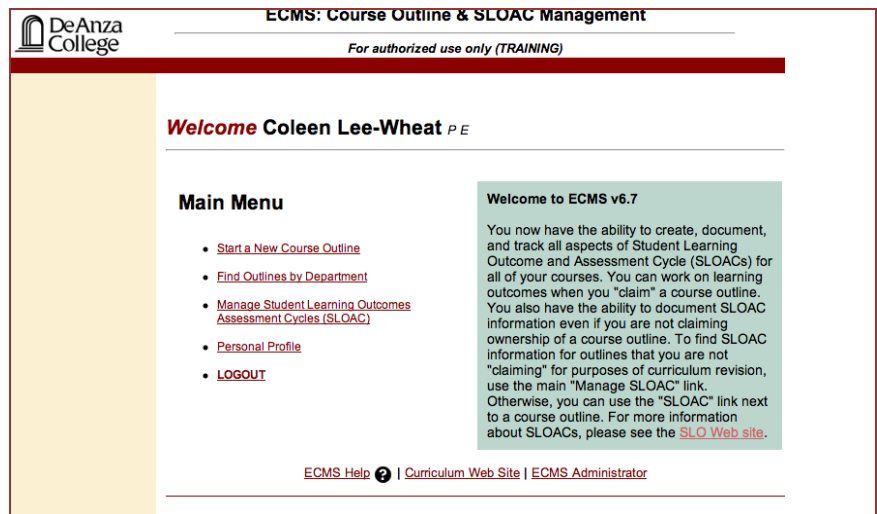 DeAnza
College
ECMS: Course Outline & SLOAC Management
For authorized use only (TRAINING)
Welcome Coleen Lee-Wheat P E
Main Menu
Start a New Course Outline
Find Outlines by Department
Manage Student Learning Outcomes
Assessment Cycles (SLOAC)
Personal Profile
LOGOUT
Welcome to ECMS v6.7
You now have the ability to create, document,
and track all aspects of Student Learning
Outcome and Assessment Cycle (SLOACs) for
all of your courses. You can work on learning
outcomes when you "claim" a course outline.
You also have the ability to document SLOAC
information even if you are not claiming
ownership of a course outline. To find SLOAC
information for outlines that you are not
"claiming" for purposes of curriculum revision,
use the main "Manage SLOAC" link.
Otherwise, you can use the "SLOAC" link next
to a course outline. For more information
about SLOACs, please see the SLO Web site.
ECMS Help ? | Curriculum Web Site | ECMS Administrator